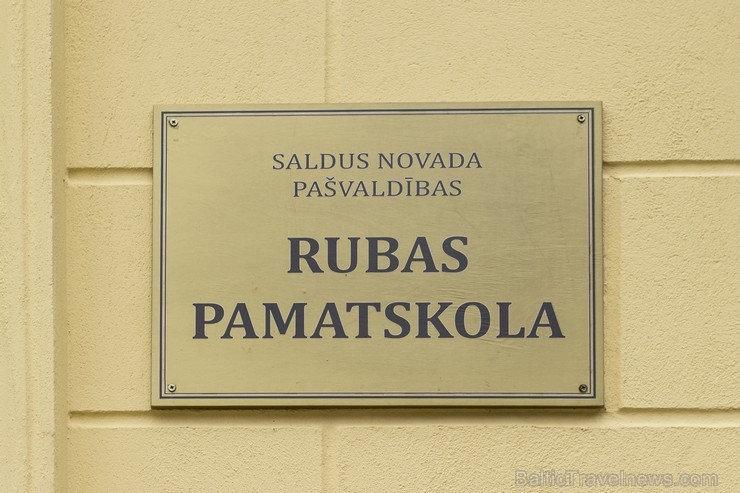 SALDUS NOVADA
PAŠVALDĪBAS
RUBAS
PAMATSKOLA
BalticTravelnews.com